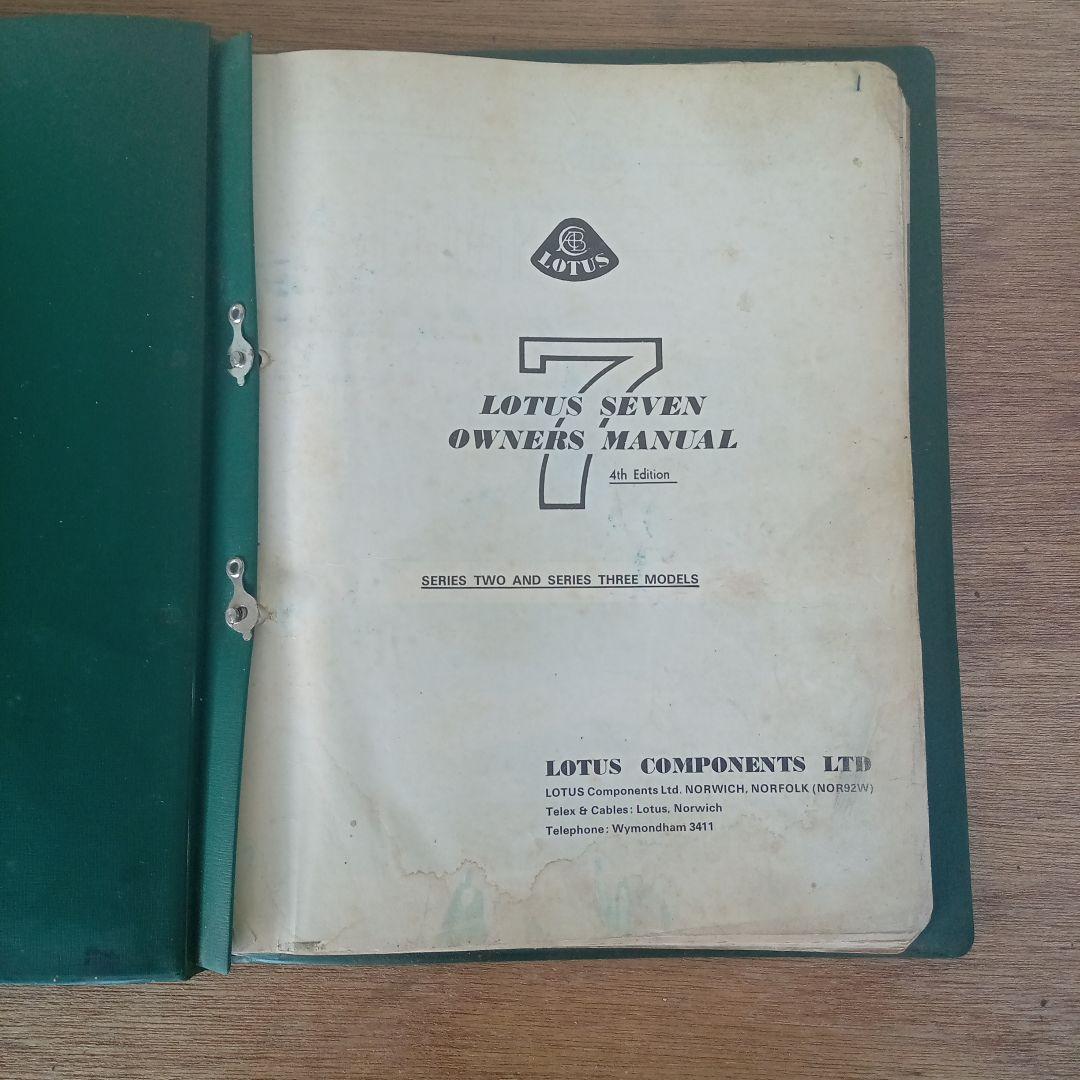 ACBC
LOTUS
7
LOTUS SEVEN
OWNERS MANUAL
4th Edition
SERIES TWO AND SERIES THREE MODELS
LOTUS COMPONENTS LTD
LOTUS Components Ltd. NORWICH, NORFOLK (NOR92W)
Telex & Cables: Lotus, Norwich
Telephone: Wymondham 3411